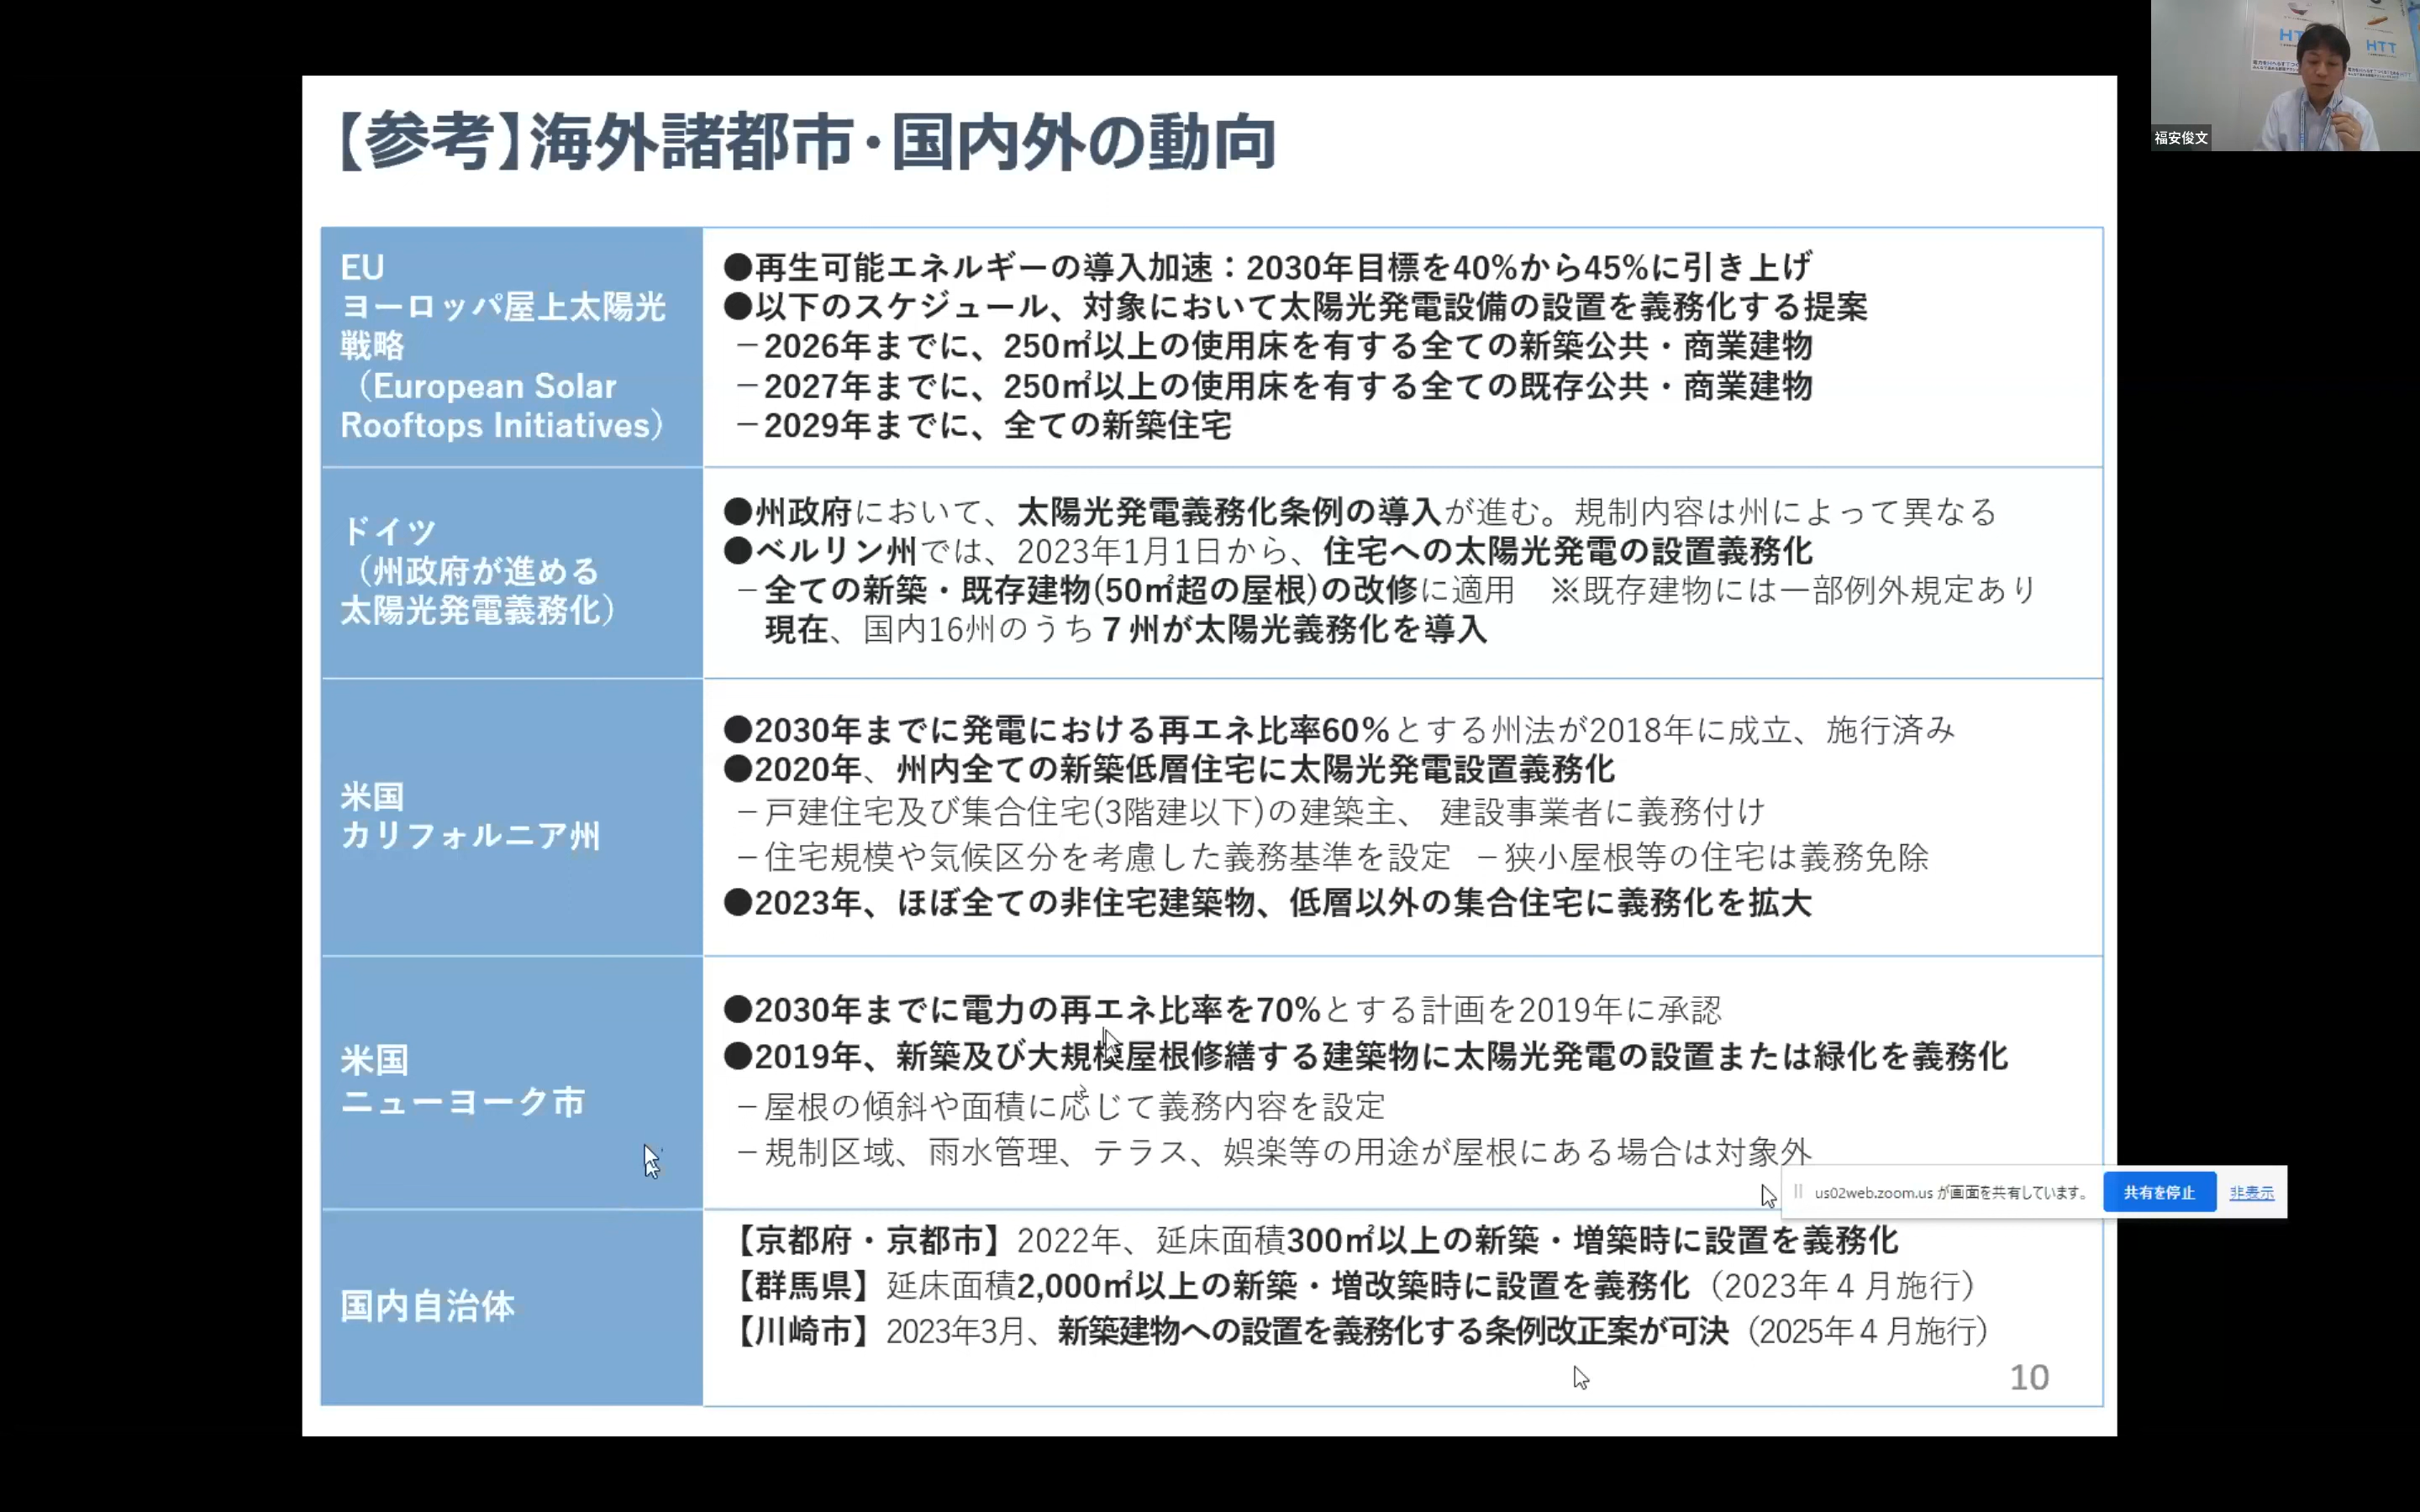 【参考】海外諸都市・国内外の動向
EU
ヨーロッパ屋上太陽光
戦略
（European Solar
Rooftops Initiatives）
●再生可能エネルギーの導入加速：2030年目標を40%から45%に引き上げ
●以下のスケジュール、対象において太陽光発電設備の設置を義務化する提案
－2026年までに、250㎡以上の使用床を有する全ての新築公共・商業建物
－2027年までに、250㎡以上の使用床を有する全ての既存公共・商業建物
－2029年までに、全ての新築住宅
ドイツ
（州政府が進める
太陽光発電義務化）
●州政府において、太陽光発電義務化条例の導入が進む。規制内容は州によって異なる
●ベルリン州では、2023年1月1日から、住宅への太陽光発電の設置義務化
－全ての新築・既存建物(50㎡超の屋根)の改修に適用　※既存建物には一部例外規定あり
現在、国内16州のうち７州が太陽光義務化を導入
米国
カリフォルニア州
●2030年までに発電における再エネ比率60%とする州法が2018年に成立、施行済み
●2020年、州内全ての新築低層住宅に太陽光発電設置義務化
－戸建住宅及び集合住宅(3階建以下)の建築主、 建設事業者に義務付け
－住宅規模や気候区分を考慮した義務基準を設定　－狭小屋根等の住宅は義務免除
●2023年、ほぼ全ての非住宅建築物、低層以外の集合住宅に義務化を拡大
米国
ニューヨーク市
●2030年までに電力の再エネ比率を70%とする計画を2019年に承認
●2019年、新築及び大規模屋根修繕する建築物に太陽光発電の設置または緑化を義務化
－屋根の傾斜や面積に応じて義務内容を設定
－規制区域、雨水管理、テラス、娯楽等の用途が屋根にある場合は対象外
国内自治体
【京都府・京都市】2022年、延床面積300㎡以上の新築・増築時に設置を義務化
【群馬県】延床面積2,000㎡以上の新築・増改築時に設置を義務化（2023年４月施行）
【川崎市】2023年3月、新築建物への設置を義務化する条例改正案が可決（2025年４月施行）
10
us02web.zoom.us が画面を共有しています。
共有を停止
非表示
福安俊文
HTT